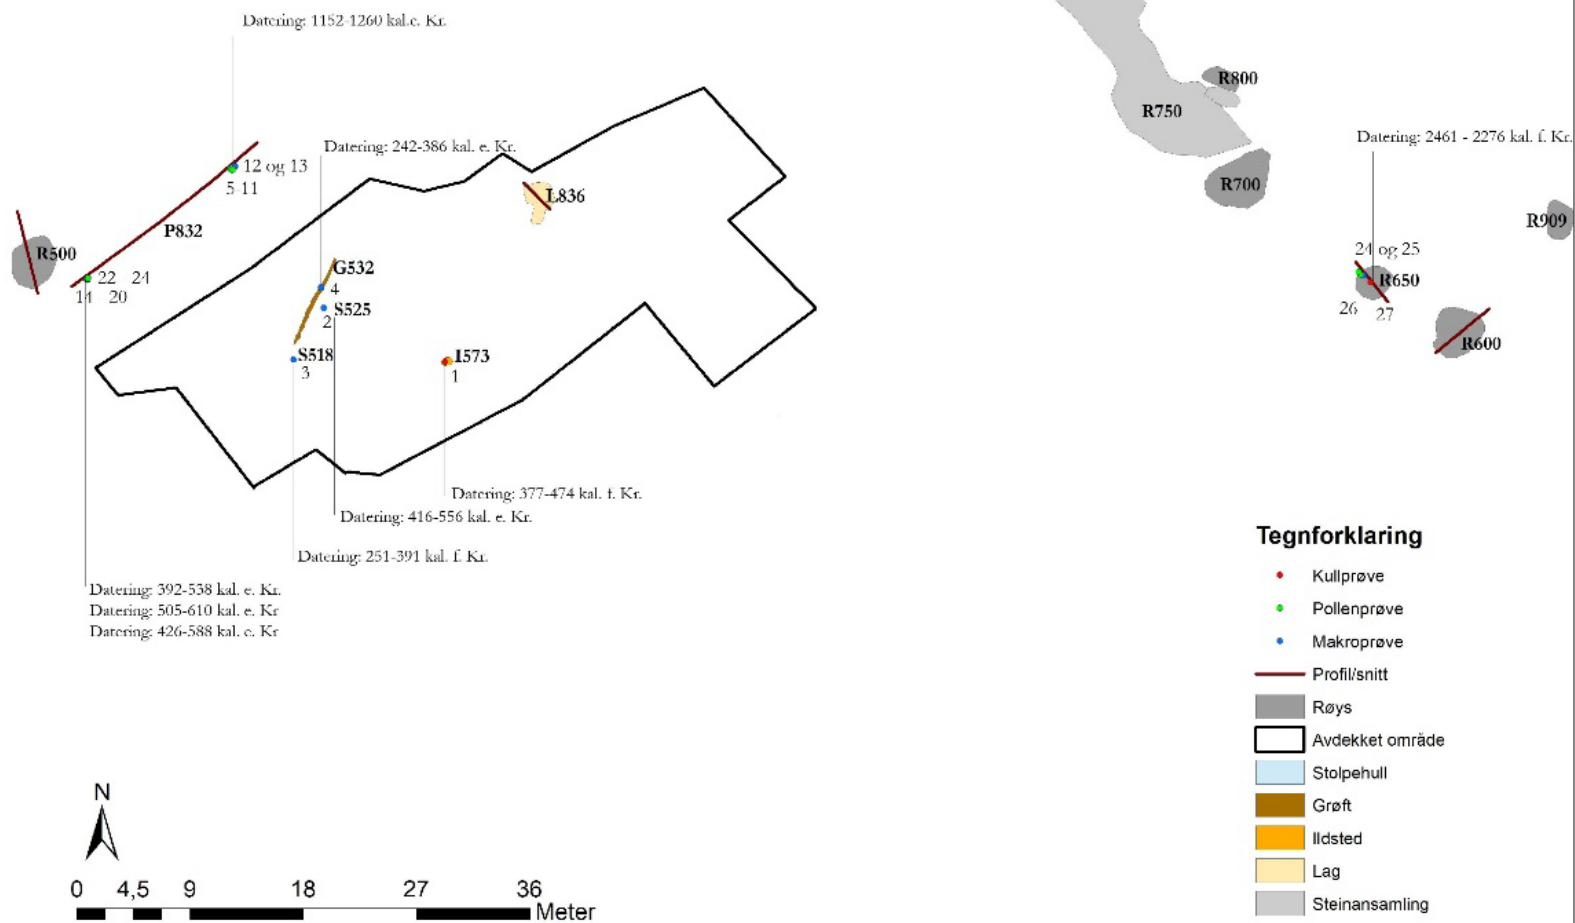 Datering: 1152-1260 kal.e. Kr.
R800
R750
Datering: 2461 - 2276 kal. f. Kr.
Datering: 242-386 kal. e. Kr.
12 og 13
5-11
L836
R700
P832
R909
R500
24 og 25
G532
22 24
R650
14 20
4
S525
26
27
2
R600
S518
I573
3
1
Datering: 377-474 kal. f. Kr.
Datering: 416-556 kal. e. Kr.
Datering: 251-391 kal. f. Kr.
Datering: 392-538 kal. e. Kr.
Datering: 505-610 kal. e. Kr
Datering: 426-588 kal. e. Kr
Tegnforklaring
Kullprøve
Pollenprøve
Makroprøve
Profil/snitt
Røys
Avdekket område
Stolpehull
Grøft
Ildsted
Lag
Steinansamling
N
0 4,5 9 18 27 36
Meter